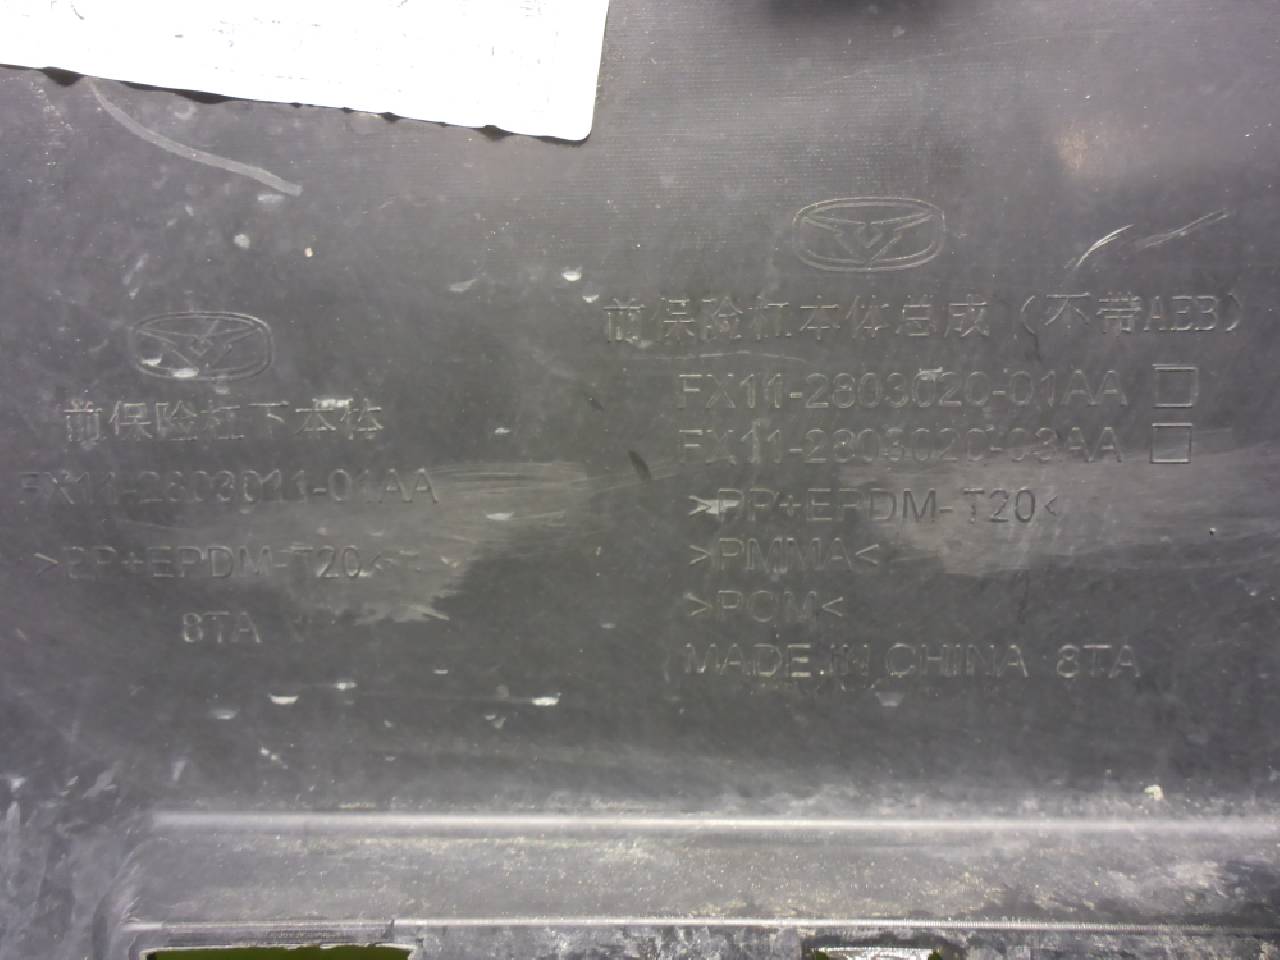 前保险杠下本体
FX11-2803011-01AA
>PP+EPDM-T20<
8TA
前保险杠本体总成（不带AEB）
FX11-2803020-01AA
FX11-2803020-03AA
>PP+EPDM-T20<
>PMMA<
>POM<
MADE IN CHINA 8TA